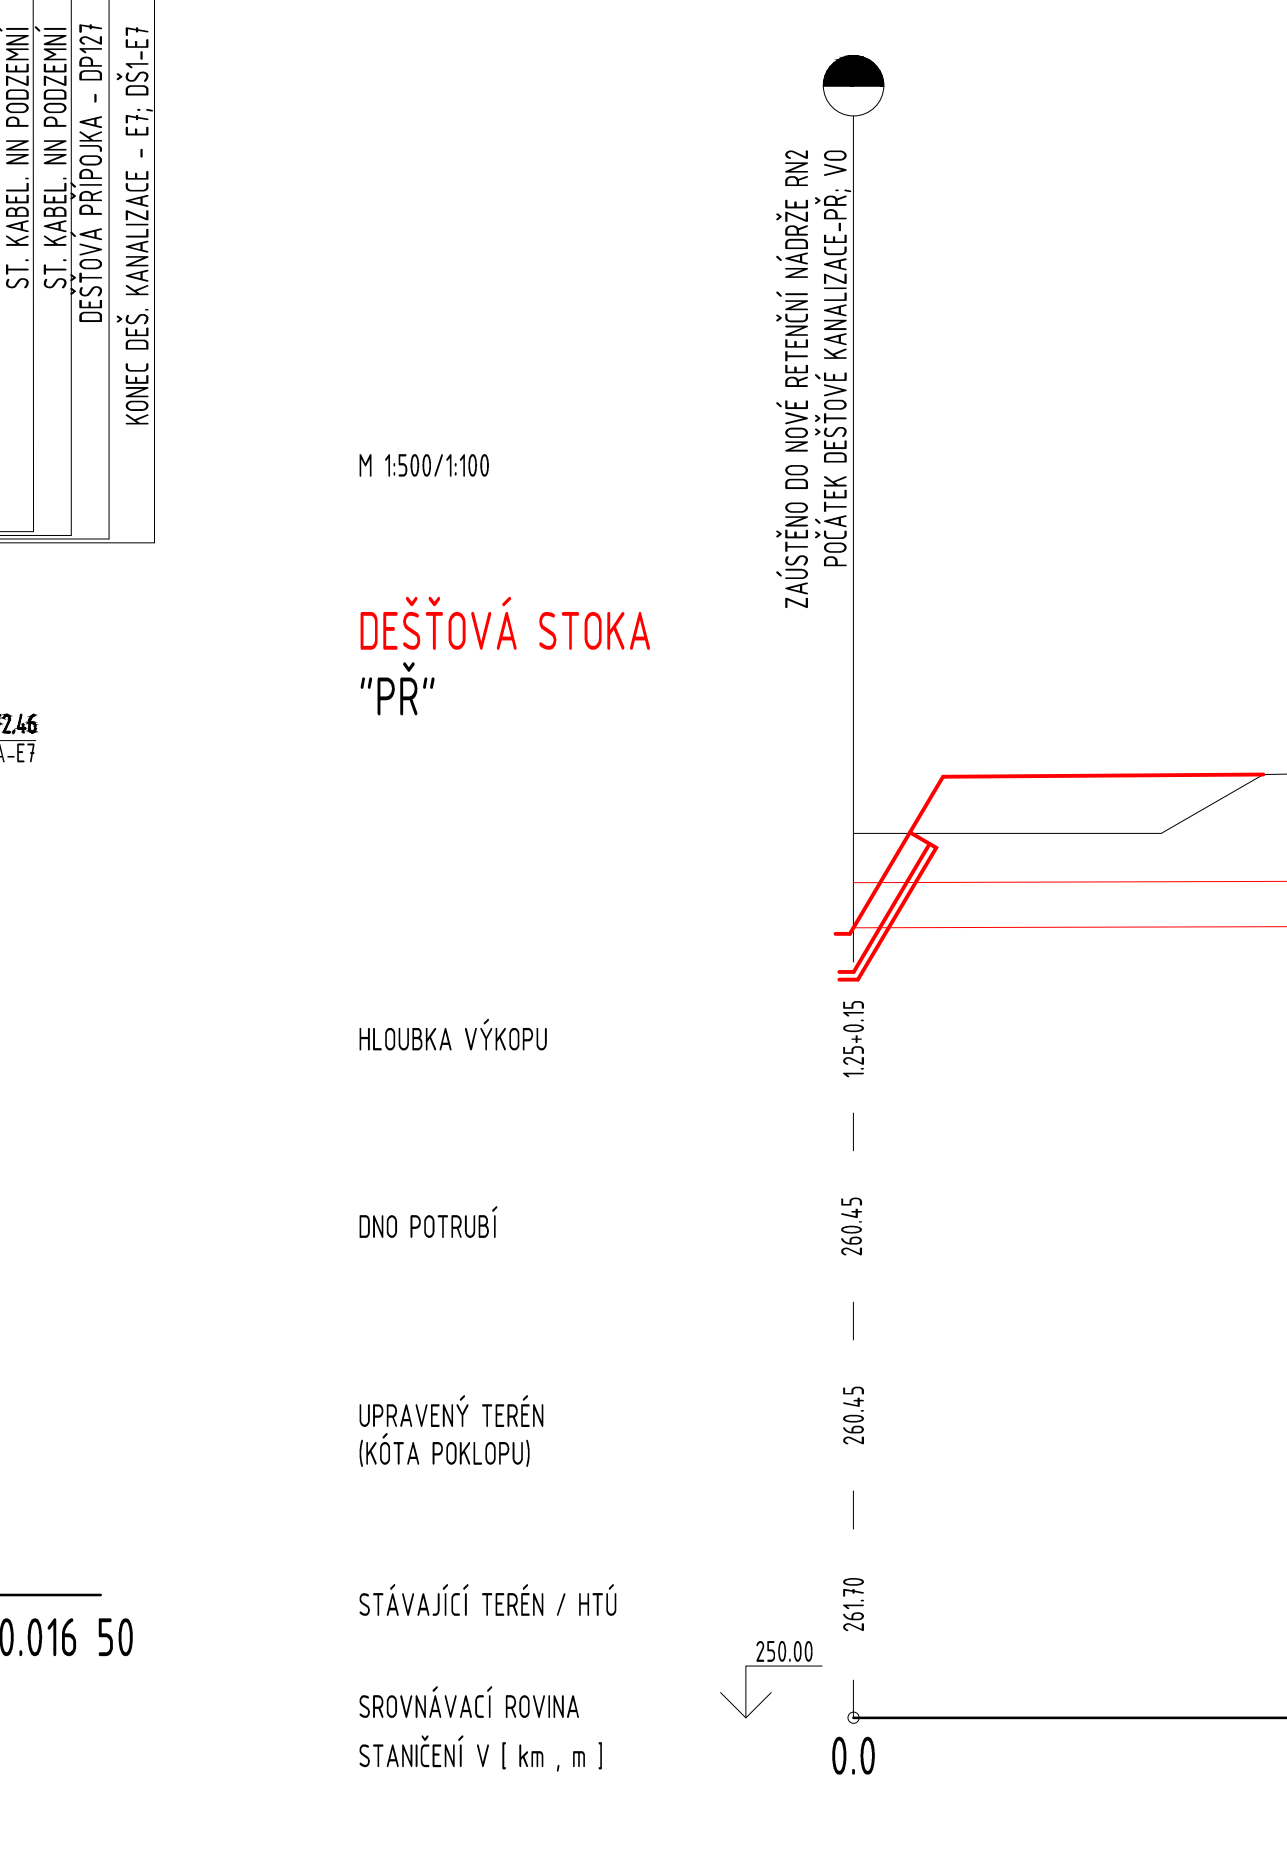 ST. KABEL. NN PODZEMNÍ
ST. KABEL. NN PODZEMNÍ
DEŠŤOVÁ PŘÍPOJKA - DP127
KONEC DEŠ. KANALIZACE - E7; DŠ1-E7
2.46
A-E7
0.016 50
ZAÚSTĚNO DO NOVÉ RETENČNÍ NÁDRŽE RN2
POČÁTEK DEŠŤOVÉ KANALIZACE-PŘ; VO
M 1:500/1:100
DEŠŤOVÁ STOKA
"PŘ"
HLOUBKA VÝKOPU
1.25+0.15
DNO POTRUBÍ
260.45
UPRAVENÝ TERÉN
(KÓTA POKLOPU)
260.45
STÁVAJÍCÍ TERÉN / HTÚ
261.70
250.00
SROVNÁVACÍ ROVINA
STANIČENÍ V [ km , m ]
0.0